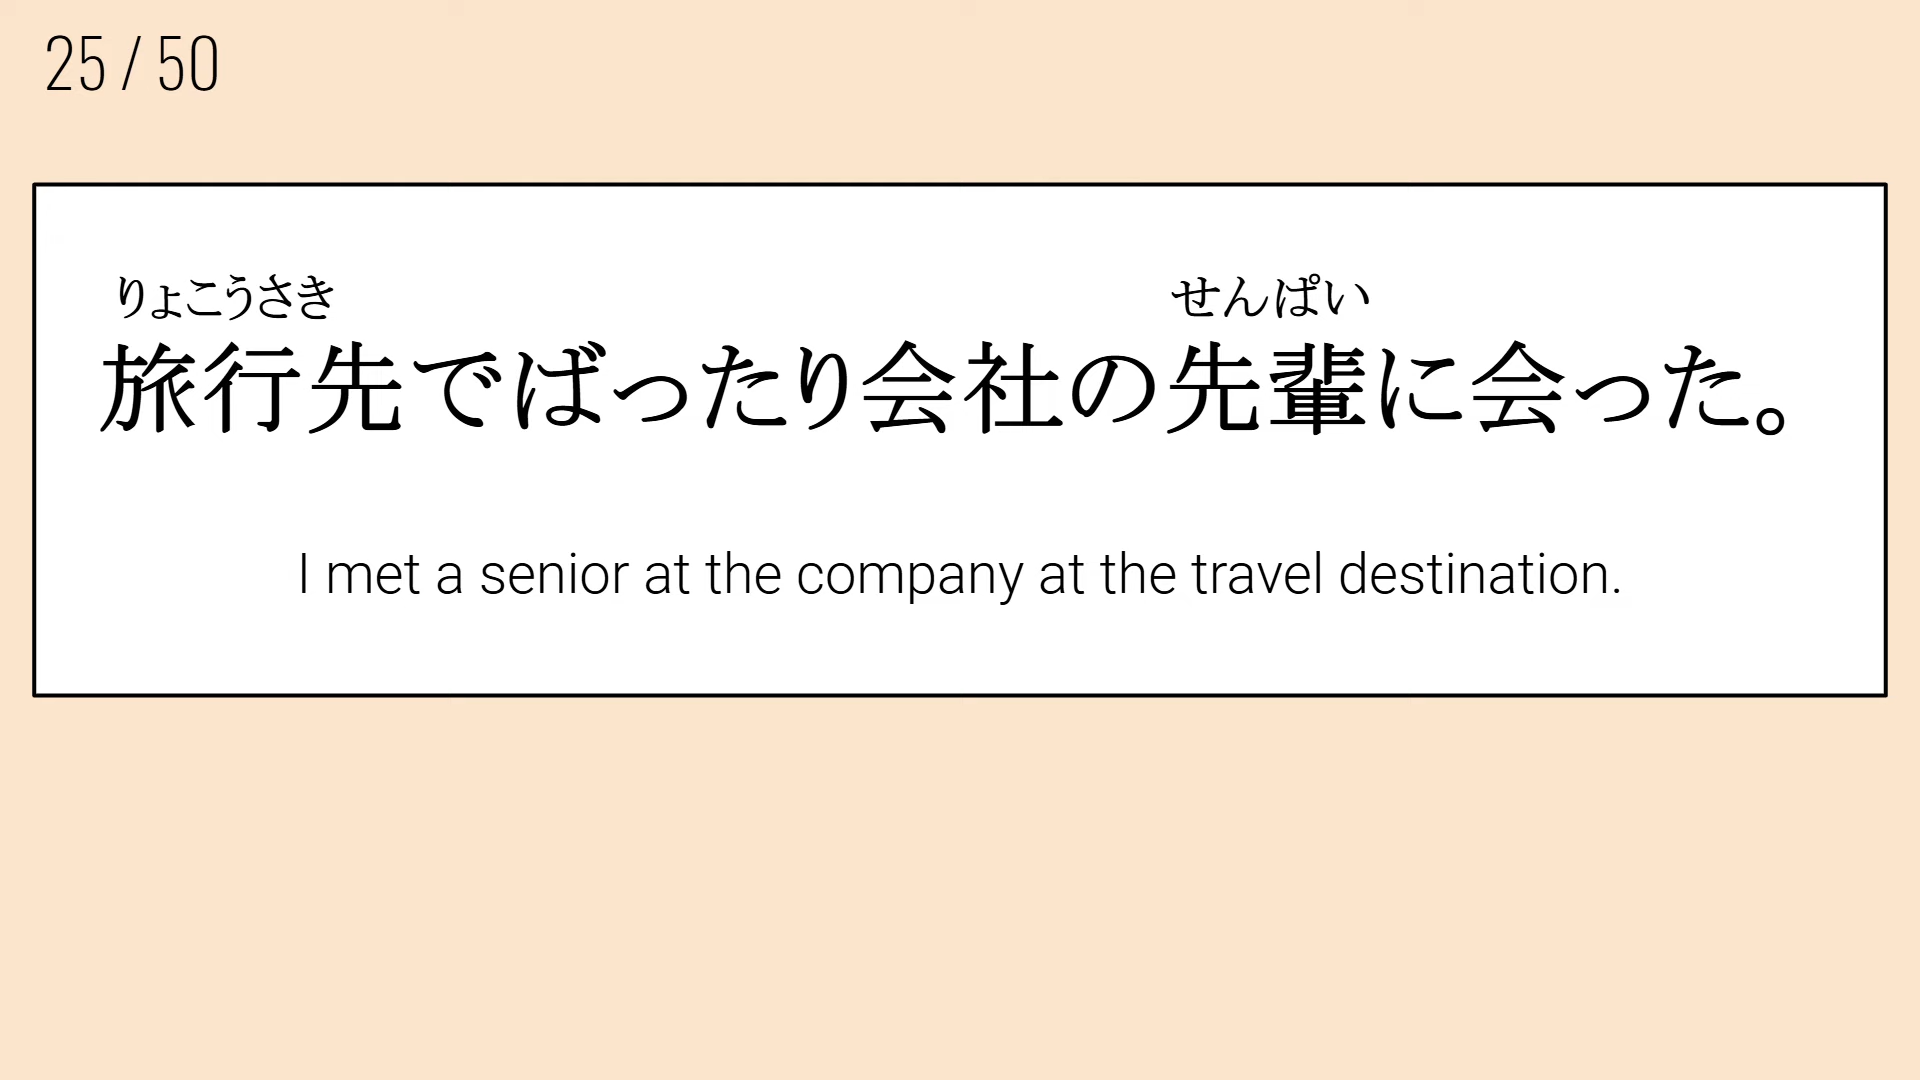 25 / 50
りょこうさき せんぱい
旅行先でばったり会社の先輩に会った。
I met a senior at the company at the travel destination.